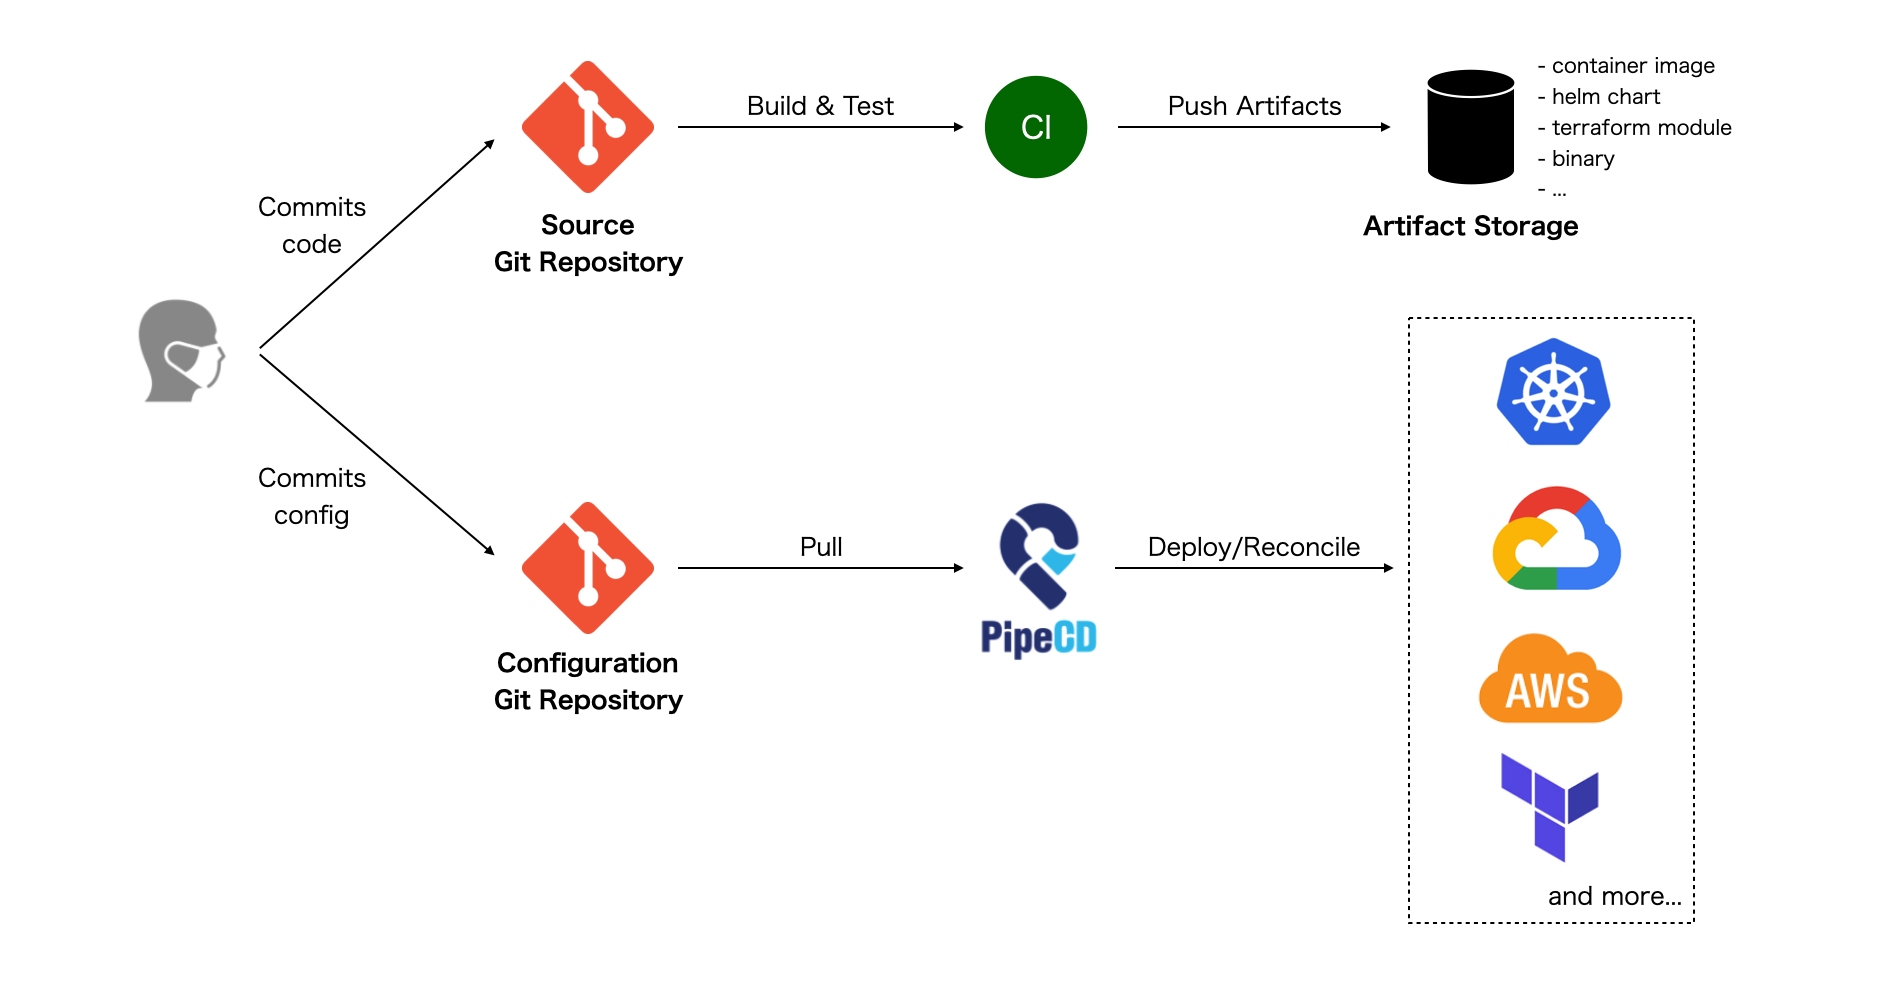 Commits
code
Source
Git Repository
Build & Test
CI
Push Artifacts
- container image
- helm chart
- terraform module
- binary
- ...
Artifact Storage
Commits
config
Configuration
Git Repository
Pull
PipeCD
Deploy/Reconcile
AWS
and more...